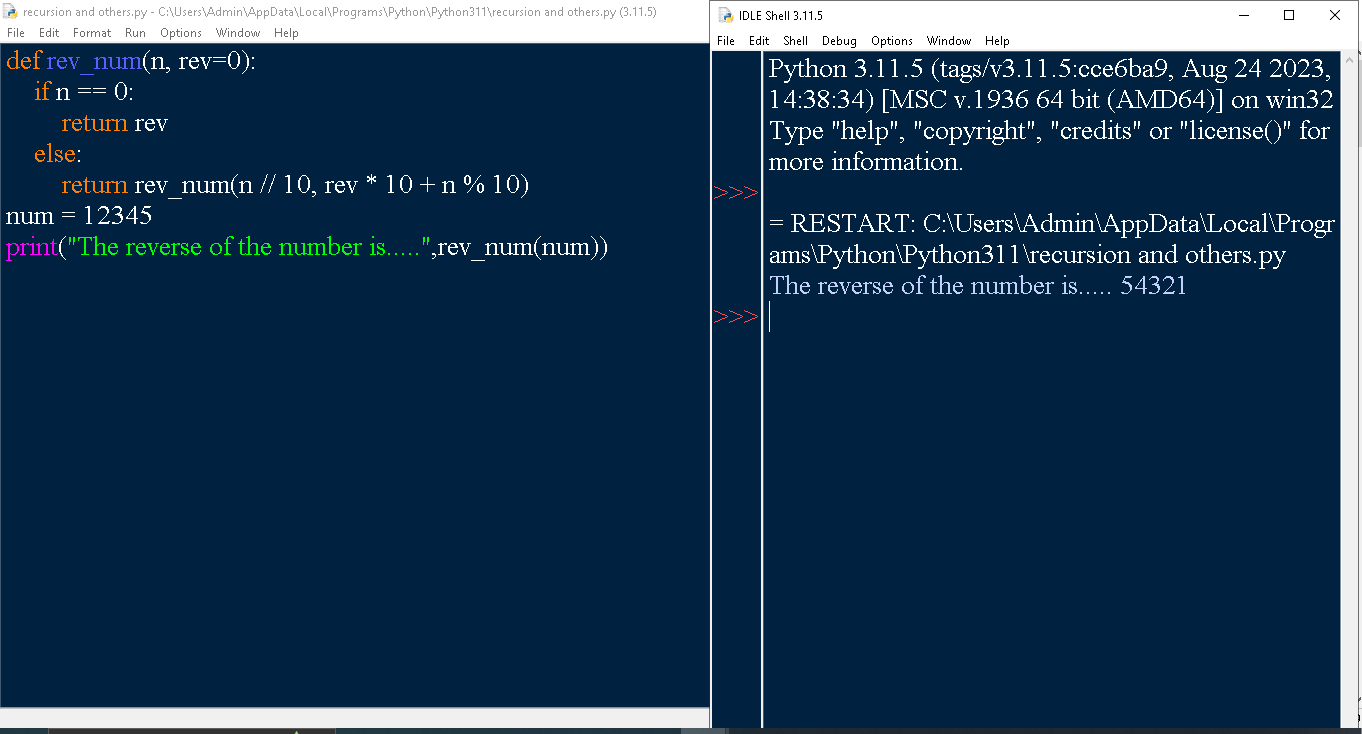 recursion and others.py - C:\Users\Admin\AppData\Local\Programs\Python\Python311\recursion and others.py (3.11.5)
File Edit Format Run Options Window Help
def rev_num(n, rev=0):
    if n == 0:
        return rev
    else:
        return rev_num(n // 10, rev * 10 + n % 10)
num = 12345
print("The reverse of the number is.....",rev_num(num))
IDLE Shell 3.11.5
File Edit Shell Debug Options Window Help
Python 3.11.5 (tags/v3.11.5:cce6ba9, Aug 24 2023,
14:38:34) [MSC v.1936 64 bit (AMD64)] on win32
Type "help", "copyright", "credits" or "license()" for
more information.
>>>
= RESTART: C:\Users\Admin\AppData\Local\Progr
ams\Python\Python311\recursion and others.py
The reverse of the number is..... 54321
>>>